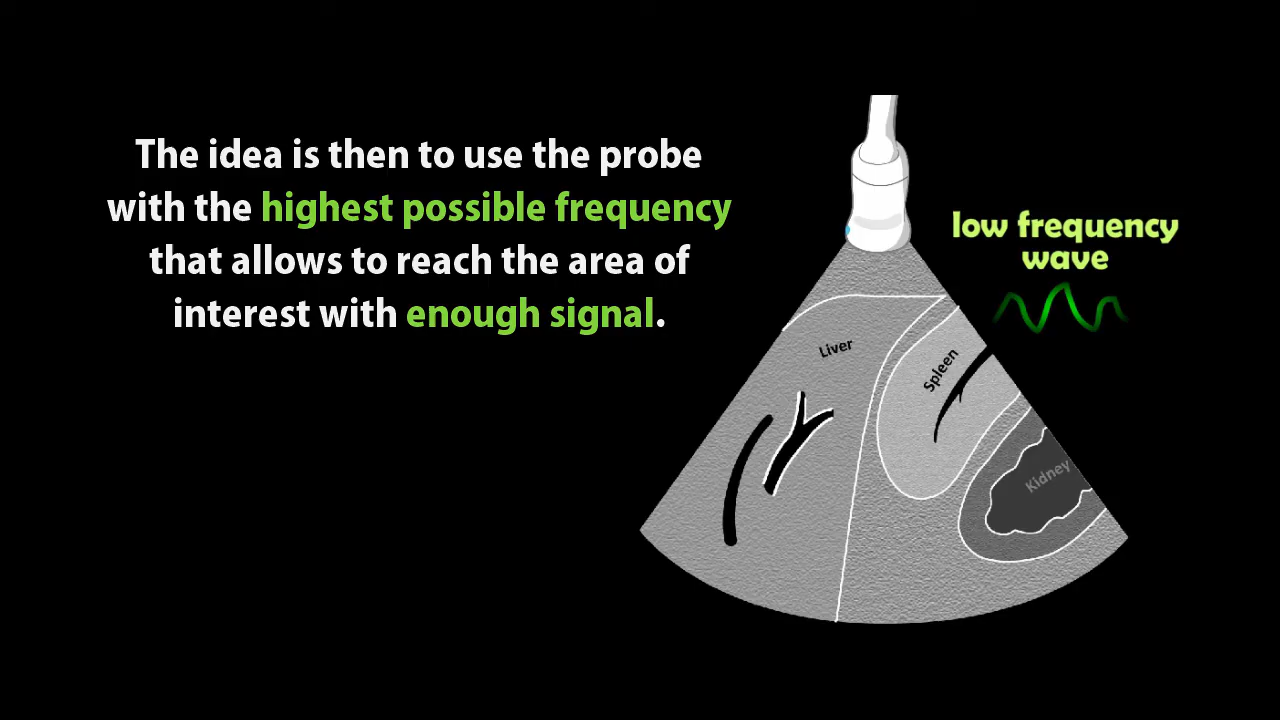 The idea is then to use the probe
with the highest possible frequency
that allows to reach the area of
interest with enough signal.
low frequency
wave
Liver
Spleen
Kidney